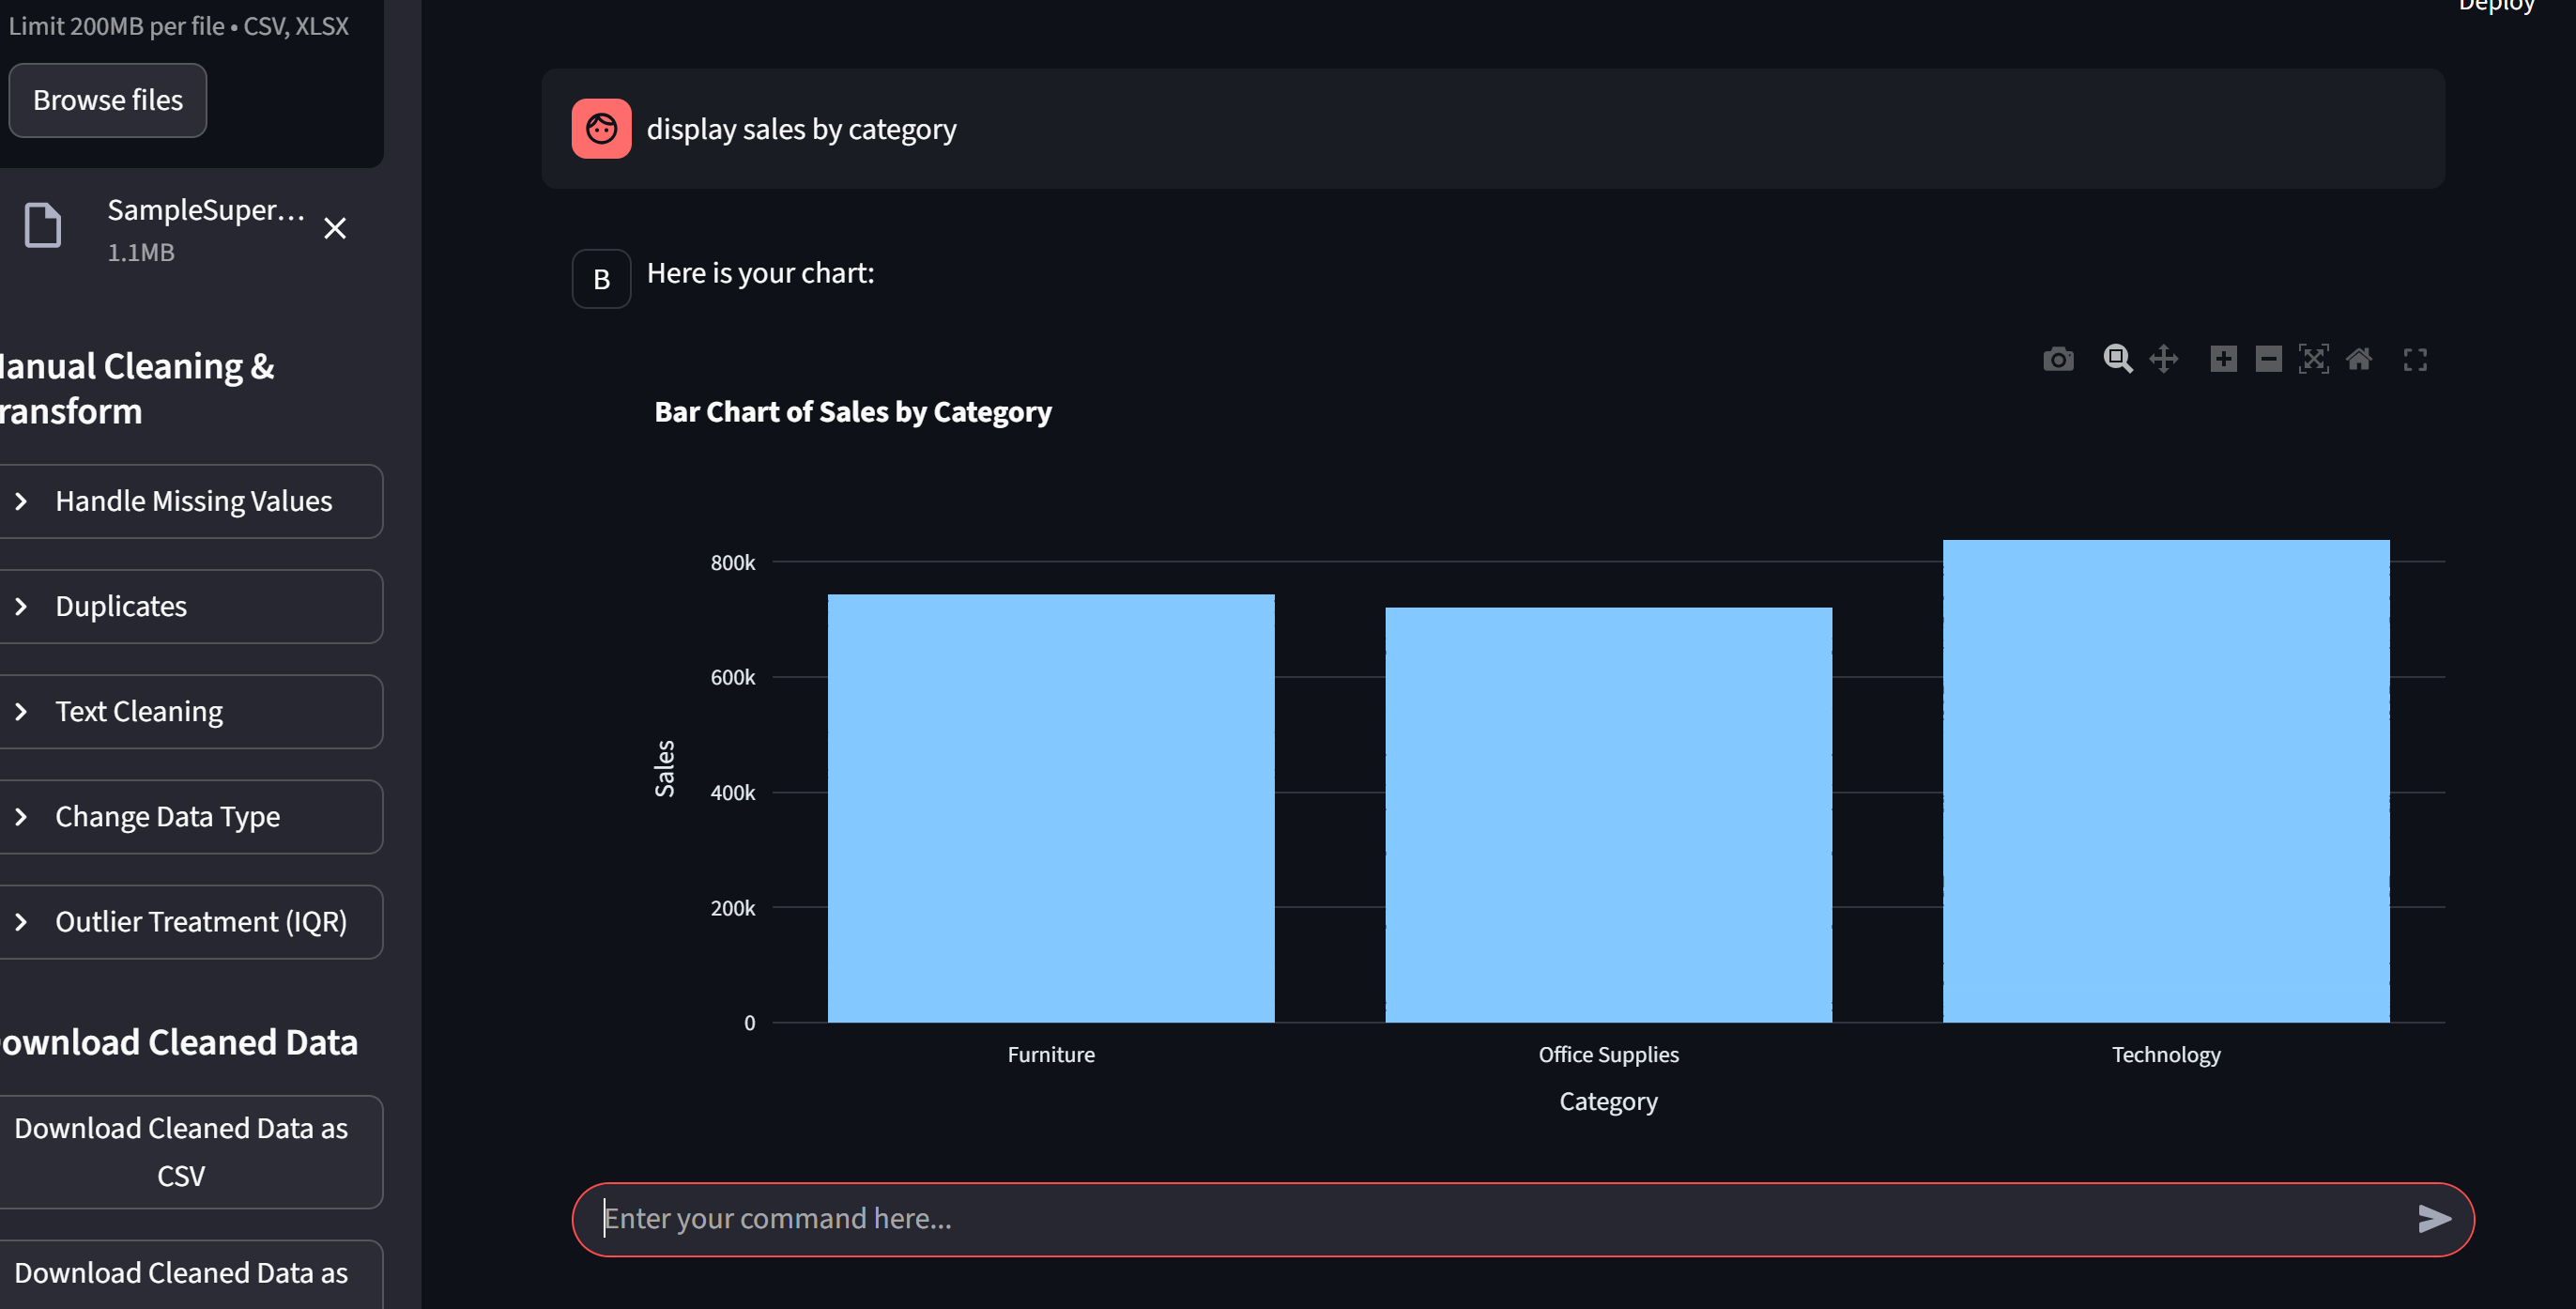 Limit 200MB per file • CSV, XLSX
Browse files
SampleSuper...
1.1MB
anual Cleaning &
ransform
Handle Missing Values
Duplicates
Text Cleaning
Change Data Type
Outlier Treatment (IQR)
ownload Cleaned Data
Download Cleaned Data as
CSV
Download Cleaned Data as
Deploy
display sales by category
B
Here is your chart:
Bar Chart of Sales by Category
800k
600k
400k
200k
0
Sales
Furniture
Office Supplies
Technology
Category
Enter your command here...